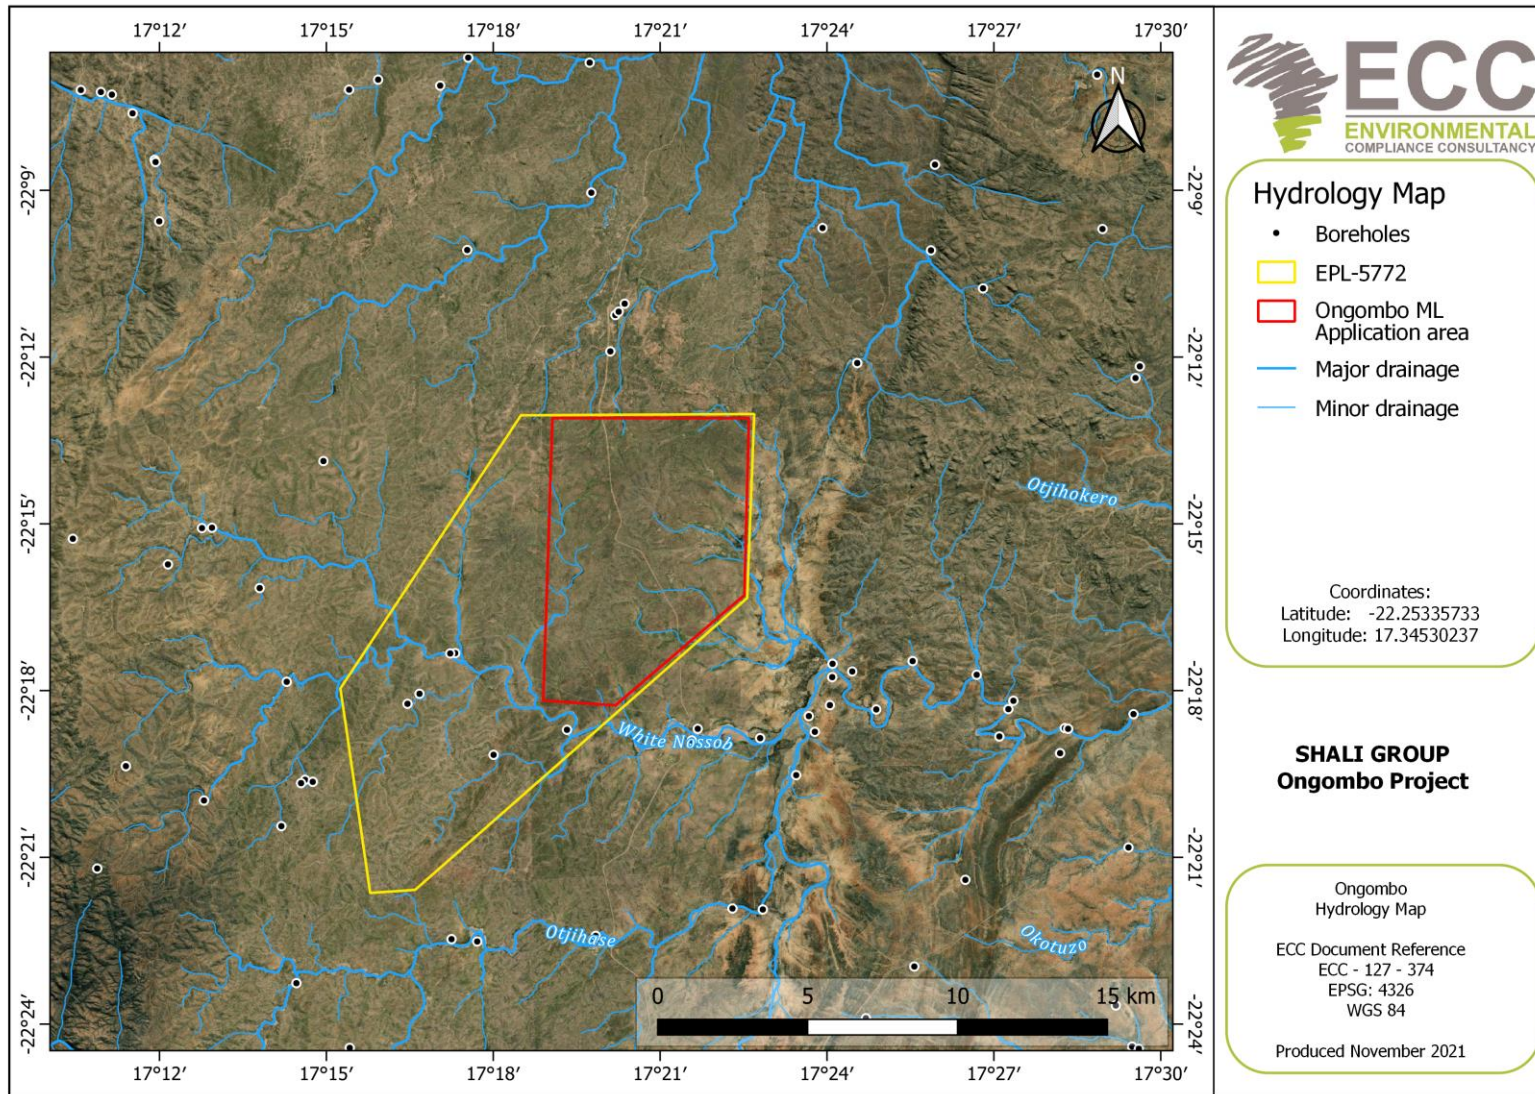 17°12′ 17°15′ 17°18′ 17°21′ 17°24′ 17°27′ 17°30′
N
-22°9′ -22°9′
-22°12′ -22°12′
Otjihokero
-22°15′ -22°15′
-22°18′ -22°18′
White Nossob
-22°21′ -22°21′
Otjihase
Okotuzo
0 5 10 15 km
-22°24′ -22°24′
17°12′ 17°15′ 17°18′ 17°21′ 17°24′ 17°27′ 17°30′
ECC
ENVIRONMENTAL
COMPLIANCE CONSULTANCY
Hydrology Map
Boreholes
EPL-5772
Ongombo ML
Application area
Major drainage
Minor drainage
Coordinates:
Latitude: -22.25335733
Longitude: 17.34530237
SHALI GROUP
Ongombo Project
Ongombo
Hydrology Map
ECC Document Reference
ECC - 127 - 374
EPSG: 4326
WGS 84
Produced November 2021